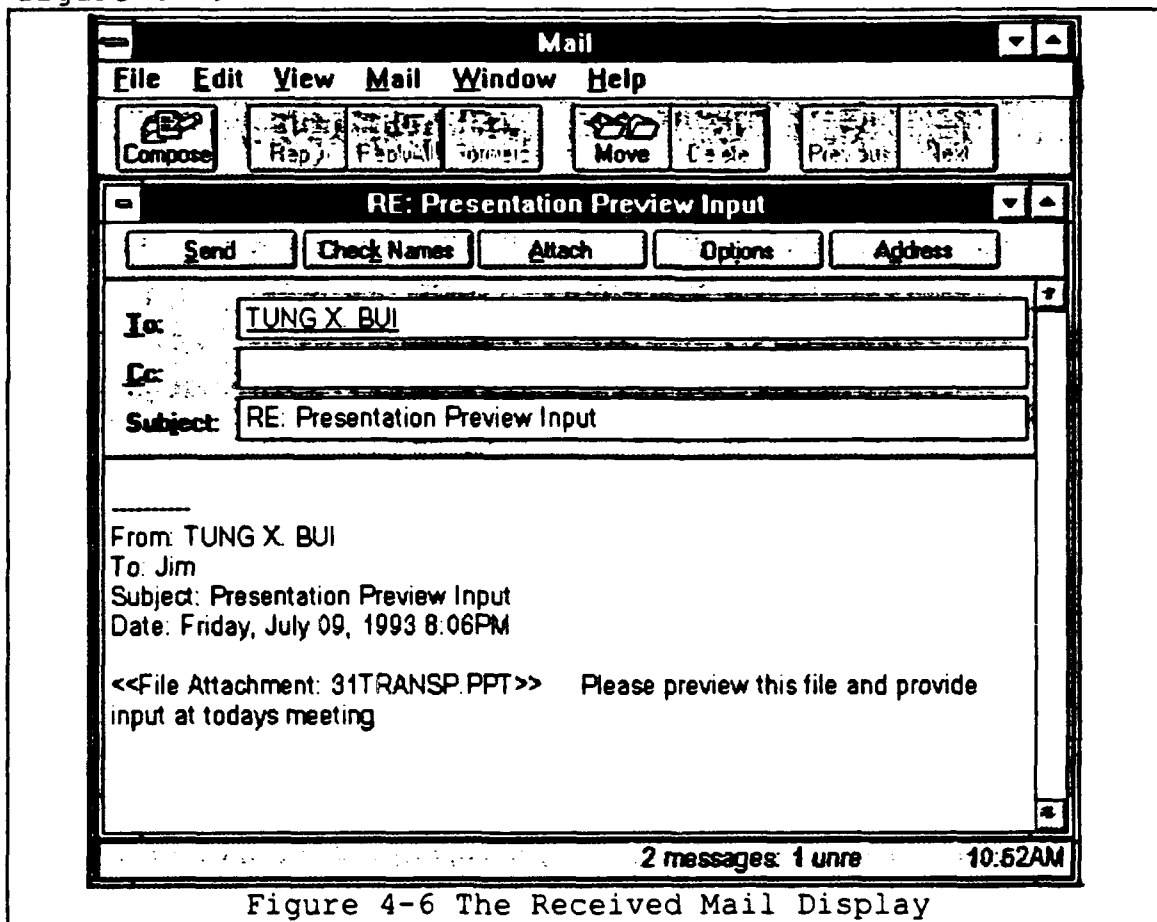 Mail
File Edit View Mail Window Help
Compose Move
RE: Presentation Preview Input
Send Check Names Attach Options Address
To: TUNG X. BUI
Cc:
Subject: RE: Presentation Preview Input
--------
From: TUNG X. BUI
To: Jim
Subject: Presentation Preview Input
Date: Friday, July 09, 1993 8:06PM
<<File Attachment: 31TRANSP.PPT>> Please preview this file and provide
input at todays meeting
2 messages: 1 unre 10:52AM
Figure 4-6 The Received Mail Display